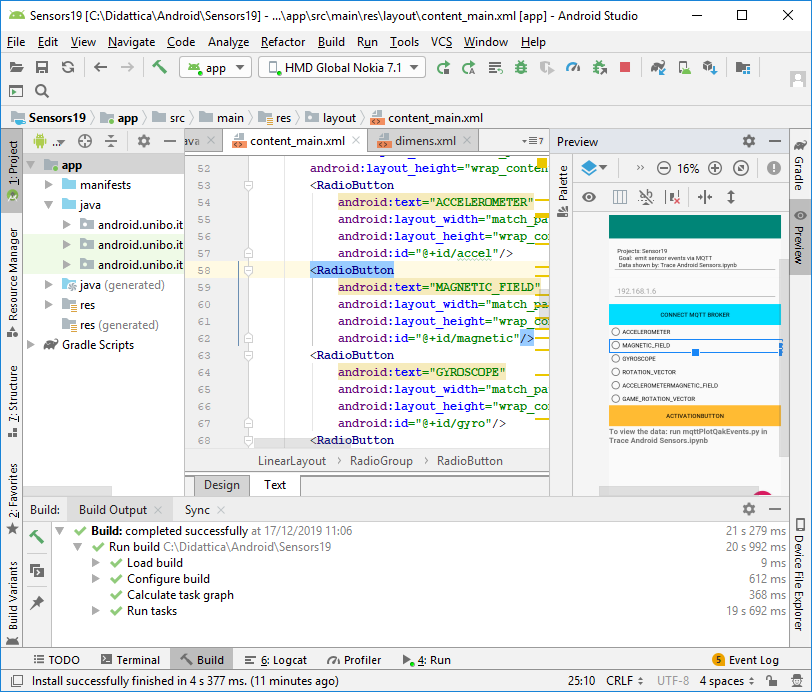 Sensors19 [C:\Didattica\Android\Sensors19] - ...\app\src\main\res\layout\content_main.xml [app] - Android Studio
File Edit View Navigate Code Analyze Refactor Build Run Tools VCS Window Help
app HMD Global Nokia 7.1
Sensors19 app src main res layout content_main.xml
1: Project
Resource Manager
7: Structure
2: Favorites
Build Variants
app
manifests
java
android.unibo.it
android.unibo.it
android.unibo.it
java (generated)
res
res (generated)
Gradle Scripts
ava content_main.xml dimens.xml 7
52 android:layout_height="wrap_conten
53 <RadioButton
54 android:text="ACCELEROMETER"
55 android:layout_width="match_pa
56 android:layout_height="wrap_co
57 android:id="@+id/accel"/>
58 <RadioButton
59 android:text="MAGNETIC_FIELD"
60 android:layout_width="match_pa
61 android:layout_height="wrap_co
62 android:id="@+id/magnetic"/>
63 <RadioButton
64 android:text="GYROSCOPE"
65 android:layout_width="match_pa
66 android:layout_height="wrap_co
67 android:id="@+id/gyro"/>
68 <RadioButton
LinearLayout RadioGroup RadioButton
Design Text
Preview
Palette
16%
Projects: Sensor19
Goal: emit sensor events via MQTT
Data shown by: Trace Android Sensors.ipynb
192.168.1.6
CONNECT MQTT BROKER
ACCELEROMETER
MAGNETIC_FIELD
GYROSCOPE
ROTATION_VECTOR
ACCELEROMETERMAGNETIC_FIELD
GAME_ROTATION_VECTOR
ACTIVATIONBUTTON
To view the data: run mqttPlotQakEvents.py in
Trace Android Sensors.ipynb
Gradle
Preview
Device File Explorer
Build: Build Output Sync
Build: completed successfully at 17/12/2019 11:06 21 s 279 ms
Run build C:\Didattica\Android\Sensors19 20 s 992 ms
Load build 9 ms
Configure build 612 ms
Calculate task graph 368 ms
Run tasks 19 s 692 ms
TODO Terminal Build 6: Logcat Profiler 4: Run 5 Event Log
Install successfully finished in 4 s 377 ms. (11 minutes ago) 25:10 CRLF UTF-8 4 spaces